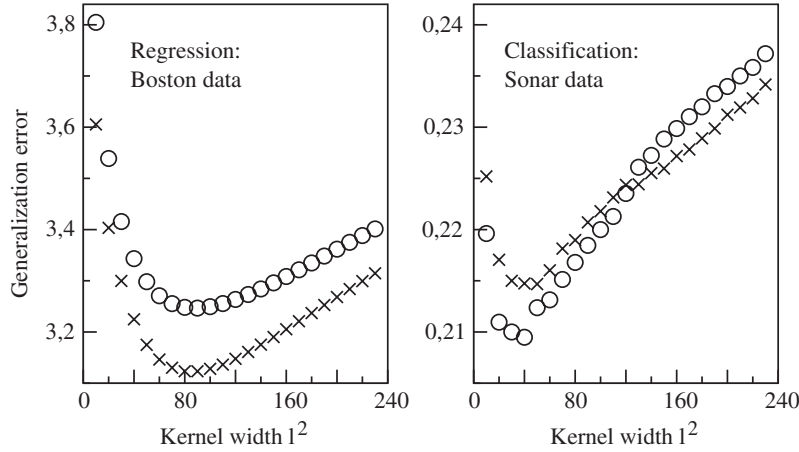 Generalization error
3,8
3,6
3,4
3,2
Regression:
Boston data
0
80
160
240
Kernel width l²
0,24
0,23
0,22
0,21
Classification:
Sonar data
0
80
160
240
Kernel width l²